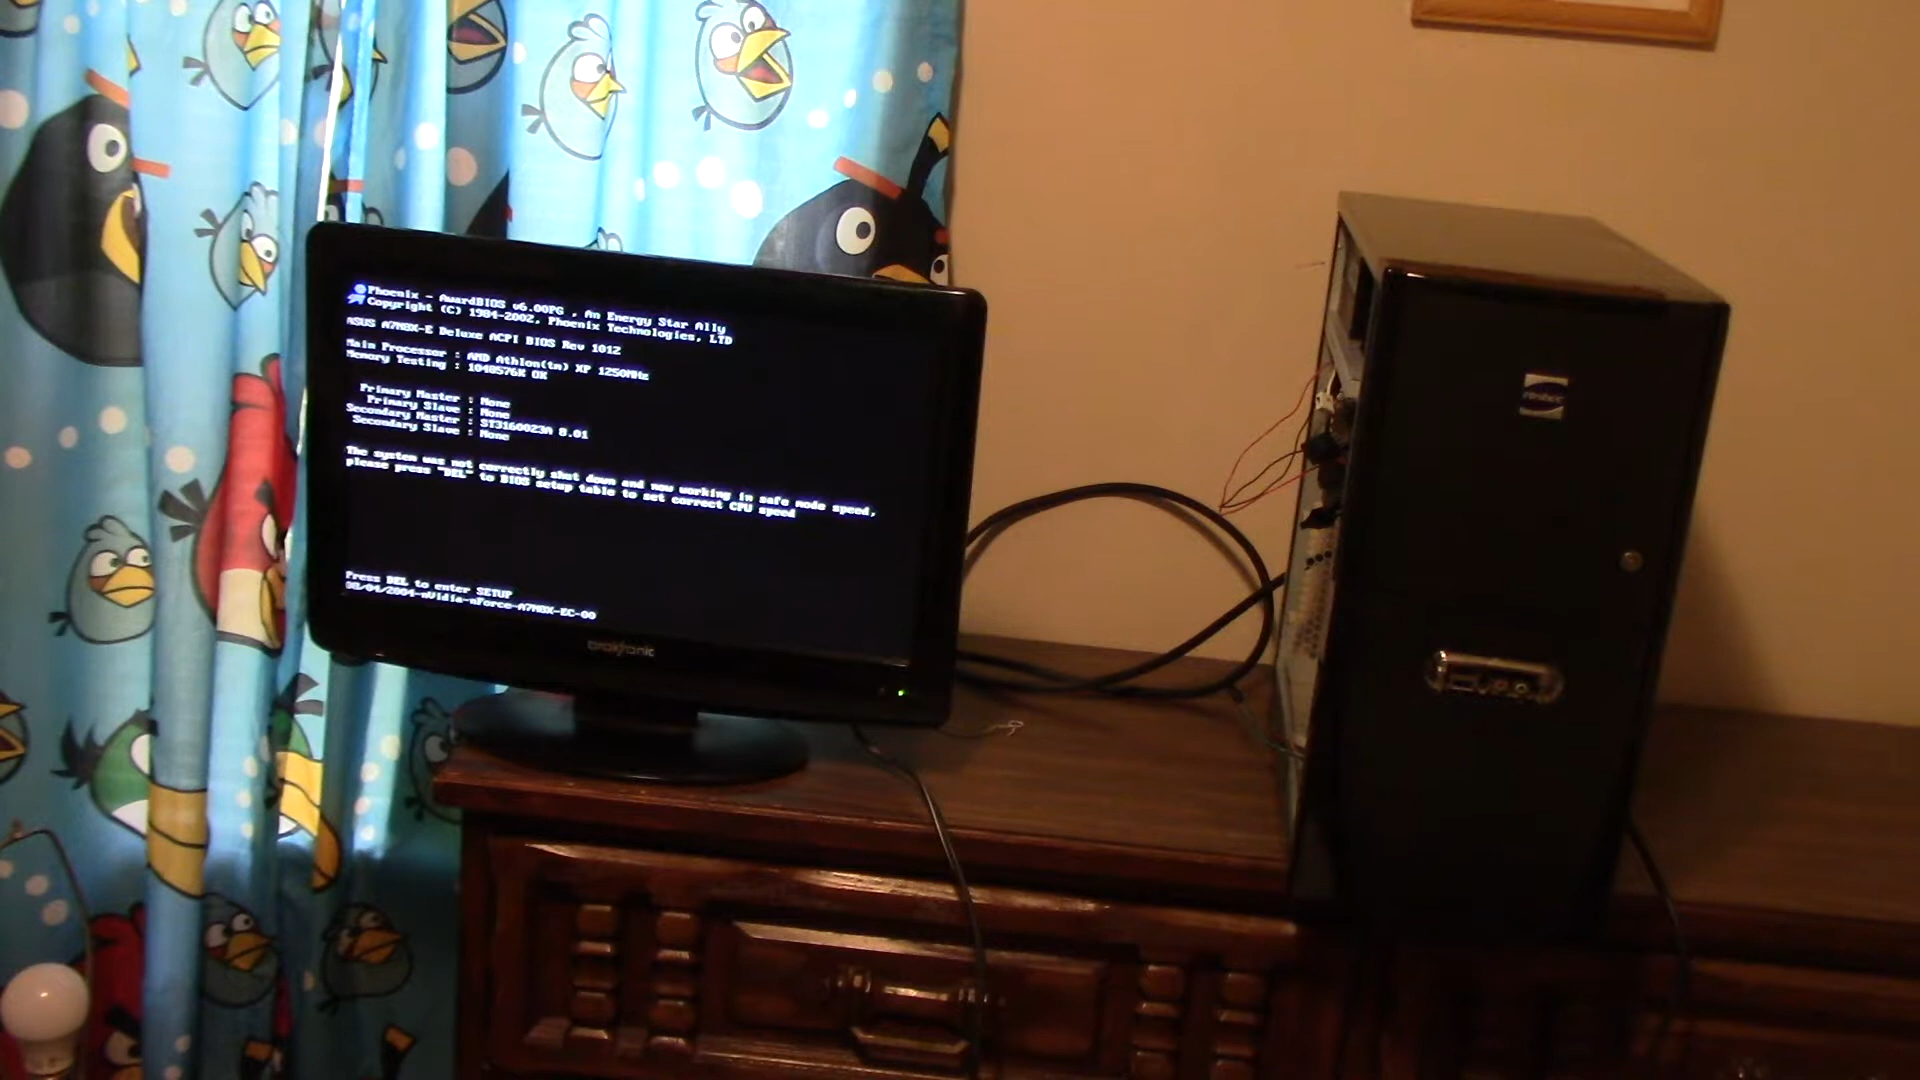 Phoenix - AwardBIOS v6.00PG , An Energy Star Ally
Copyright (C) 1984-2002, Phoenix Technologies, LTD
ASUS A7N8X-E Deluxe ACPI BIOS Rev 1012
Main Processor : AMD Athlon(tm) XP 1250MHz
Memory Testing : 1048576K OK
Primary Master : None
Primary Slave : None
Secondary Master : ST3160023A 8.01
Secondary Slave : None
The system was not correctly shut down and now working in safe mode speed,
please press "DEL" to BIOS setup table to set correct CPU speed
Press DEL to enter SETUP
08/04/2004-nVidia-nForce-A7N8X-EC-00